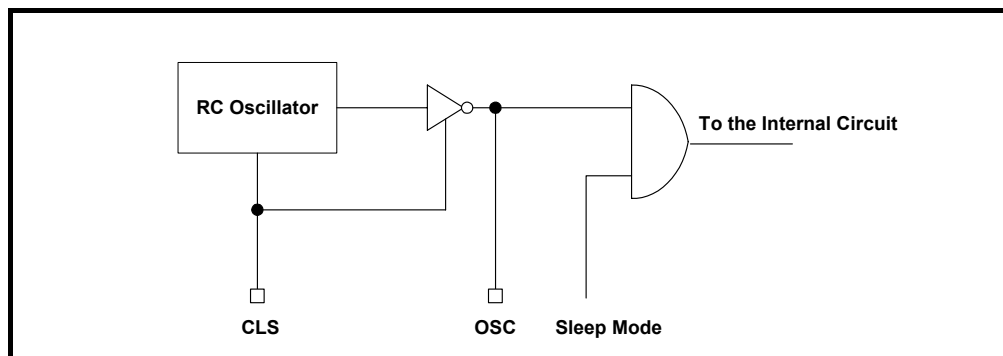 RC Oscillator
To the Internal Circuit
CLS
OSC
Sleep Mode